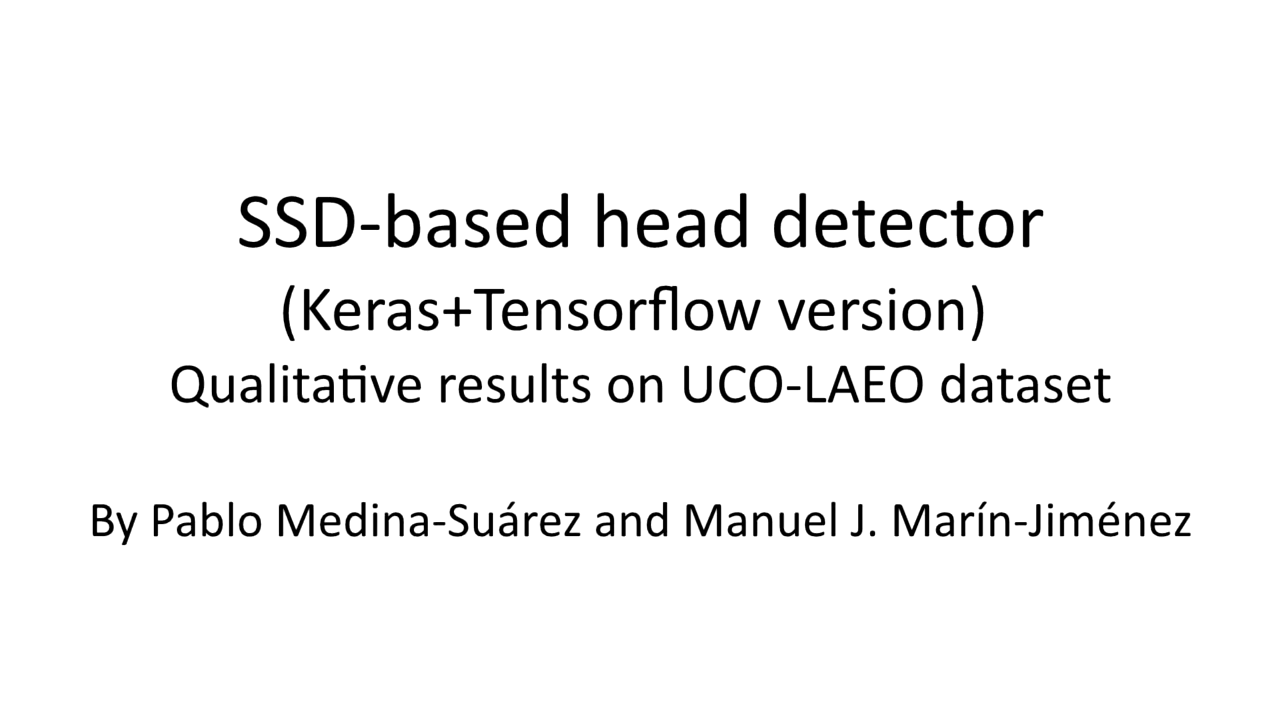 SSD-based head detector
(Keras+Tensorflow version)
Qualitative results on UCO-LAEO dataset
By Pablo Medina-Suárez and Manuel J. Marín-Jiménez